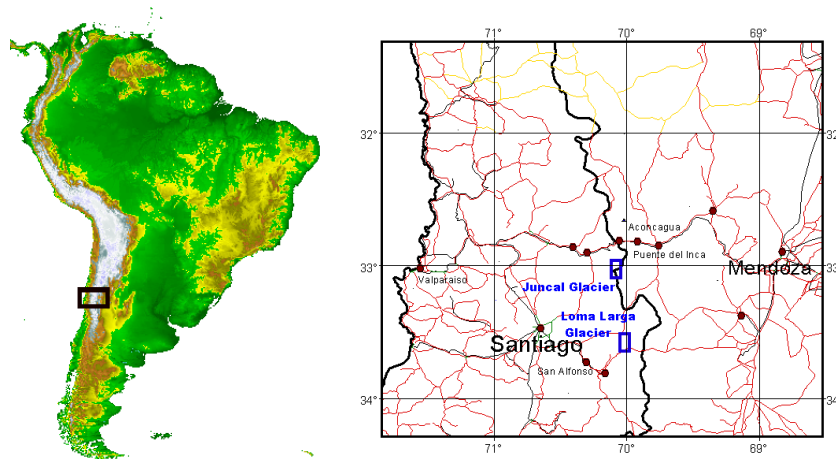 71° 70° 69°
32° 32
Aconcagua
Puente del Inca
33° 33
Mendoza
Valparaiso
Juncal Glacier
Loma Larga
Glacier
Santiago
San Alfonso
34° 34
71° 70° 69°